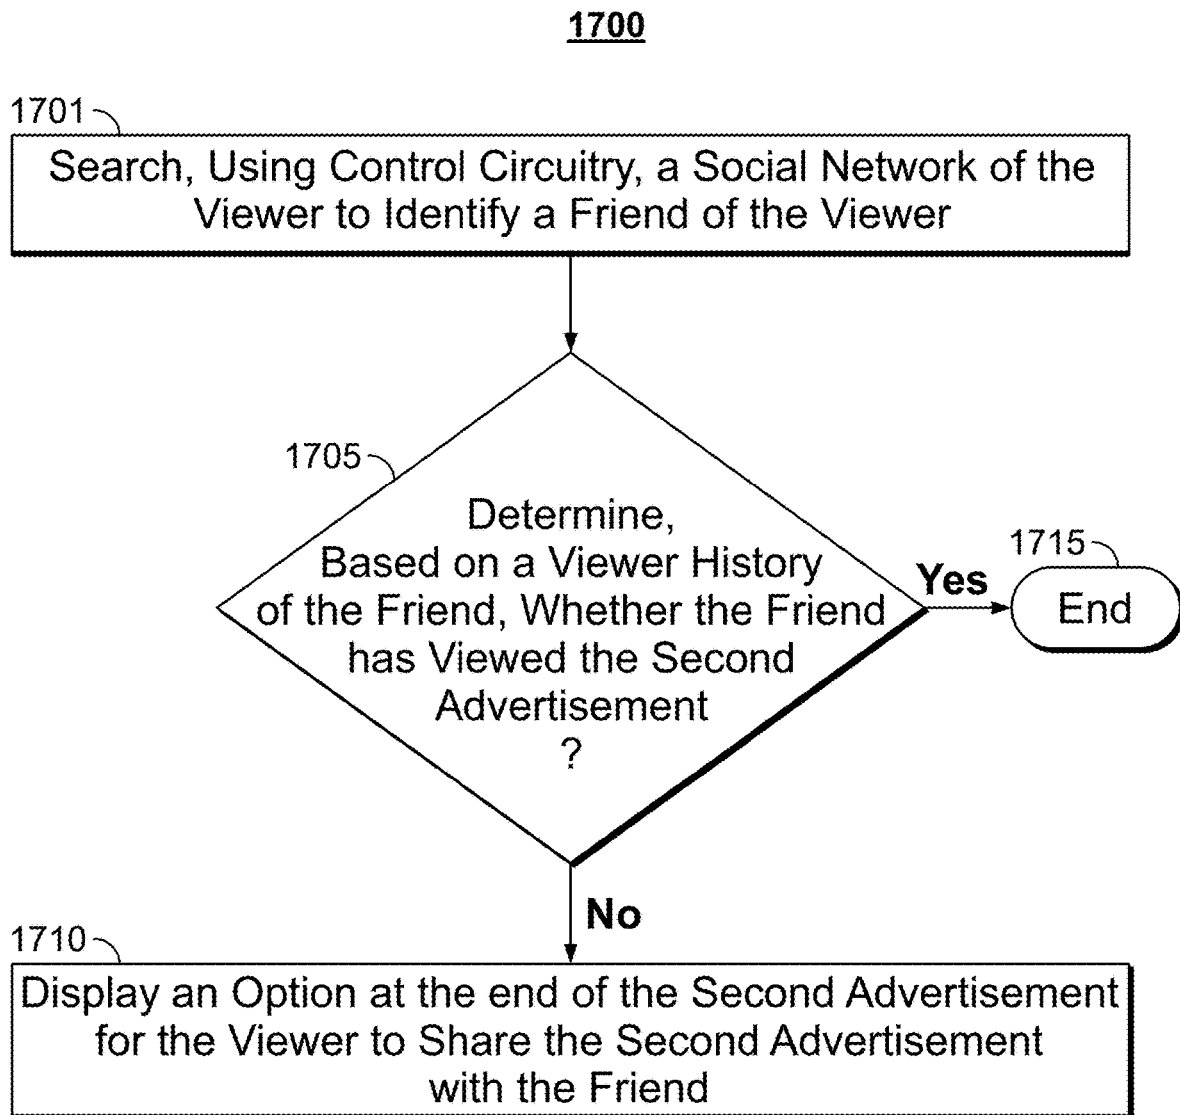 1700
1701
Search, Using Control Circuitry, a Social Network of the
Viewer to Identify a Friend of the Viewer
1705
Determine,
Based on a Viewer History
of the Friend, Whether the Friend
has Viewed the Second
Advertisement
?
Yes
1715
End
No
1710
Display an Option at the end of the Second Advertisement
for the Viewer to Share the Second Advertisement
with the Friend